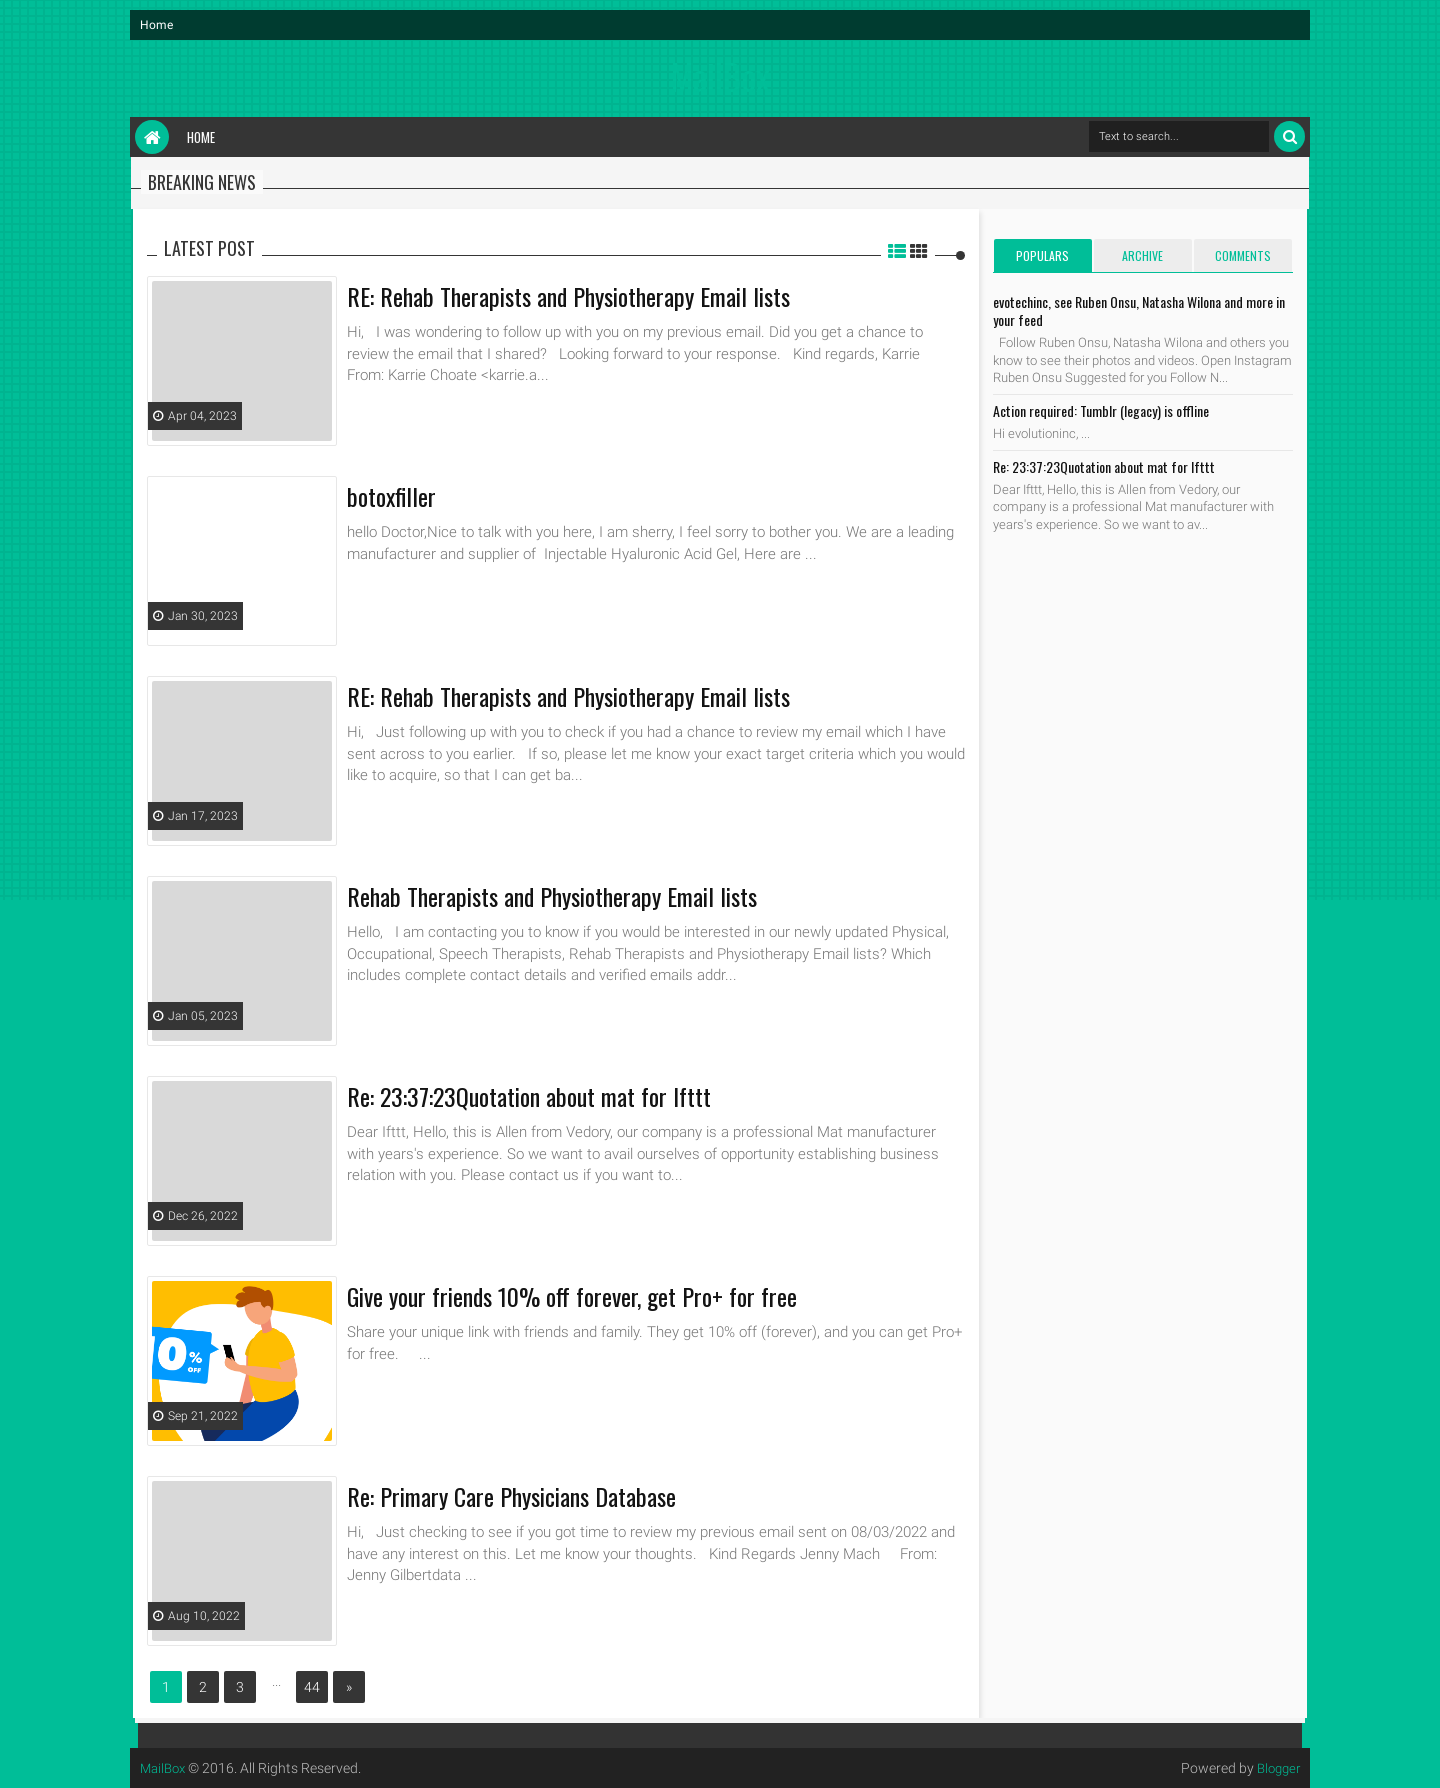 Home
HOME
Text to search...
BREAKING NEWS
LATEST POST
RE: Rehab Therapists and Physiotherapy Email lists
Hi,   I was wondering to follow up with you on my previous email. Did you get a chance to
review the email that I shared?   Looking forward to your response.   Kind regards, Karrie
From: Karrie Choate <karrie.a...
Apr 04, 2023
botoxfiller
hello Doctor,Nice to talk with you here, I am sherry, I feel sorry to bother you. We are a leading
manufacturer and supplier of  Injectable Hyaluronic Acid Gel, Here are ...
Jan 30, 2023
RE: Rehab Therapists and Physiotherapy Email lists
Hi,   Just following up with you to check if you had a chance to review my email which I have
sent across to you earlier.   If so, please let me know your exact target criteria which you would
like to acquire, so that I can get ba...
Jan 17, 2023
Rehab Therapists and Physiotherapy Email lists
Hello,   I am contacting you to know if you would be interested in our newly updated Physical,
Occupational, Speech Therapists, Rehab Therapists and Physiotherapy Email lists? Which
includes complete contact details and verified emails addr...
Jan 05, 2023
Re: 23:37:23Quotation about mat for Ifttt
Dear Ifttt, Hello, this is Allen from Vedory, our company is a professional Mat manufacturer
with years's experience. So we want to avail ourselves of opportunity establishing business
relation with you. Please contact us if you want to...
Dec 26, 2022
Give your friends 10% off forever, get Pro+ for free
Share your unique link with friends and family. They get 10% off (forever), and you can get Pro+
for free.     ...
0%
OFF
Sep 21, 2022
Re: Primary Care Physicians Database
Hi,   Just checking to see if you got time to review my previous email sent on 08/03/2022 and
have any interest on this. Let me know your thoughts.   Kind Regards Jenny Mach     From:
Jenny Gilbertdata ...
Aug 10, 2022
1 2 3 ... 44 »
POPULARS ARCHIVE COMMENTS
evotechinc, see Ruben Onsu, Natasha Wilona and more in
your feed
Follow Ruben Onsu, Natasha Wilona and others you
know to see their photos and videos. Open Instagram
Ruben Onsu Suggested for you Follow N...
Action required: Tumblr (legacy) is offline
Hi evolutioninc, ...
Re: 23:37:23Quotation about mat for Ifttt
Dear Ifttt, Hello, this is Allen from Vedory, our
company is a professional Mat manufacturer with
years's experience. So we want to av...
MailBox © 2016. All Rights Reserved.
Powered by Blogger